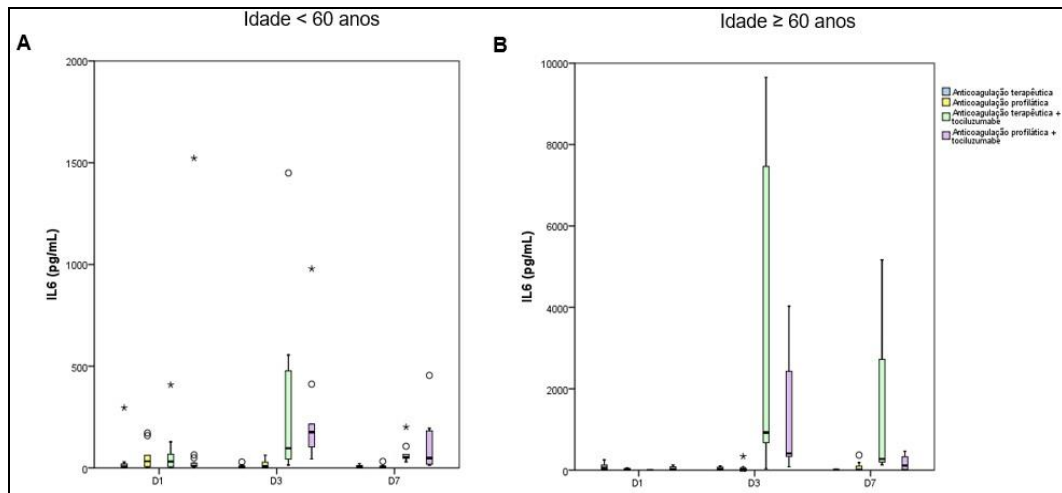 Idade < 60 anos
Idade ≥ 60 anos
A
B
2000
1500
1000
500
0
IL6 (pg/mL)
D1
D3
D7
10000
8000
6000
4000
2000
0
IL6 (pg/mL)
D1
D3
D7
Anticoagulação terapêutica
Anticoagulação profilática
Anticoagulação terapêutica +
tociluzumabe
Anticoagulação profilática +
tociluzumabe